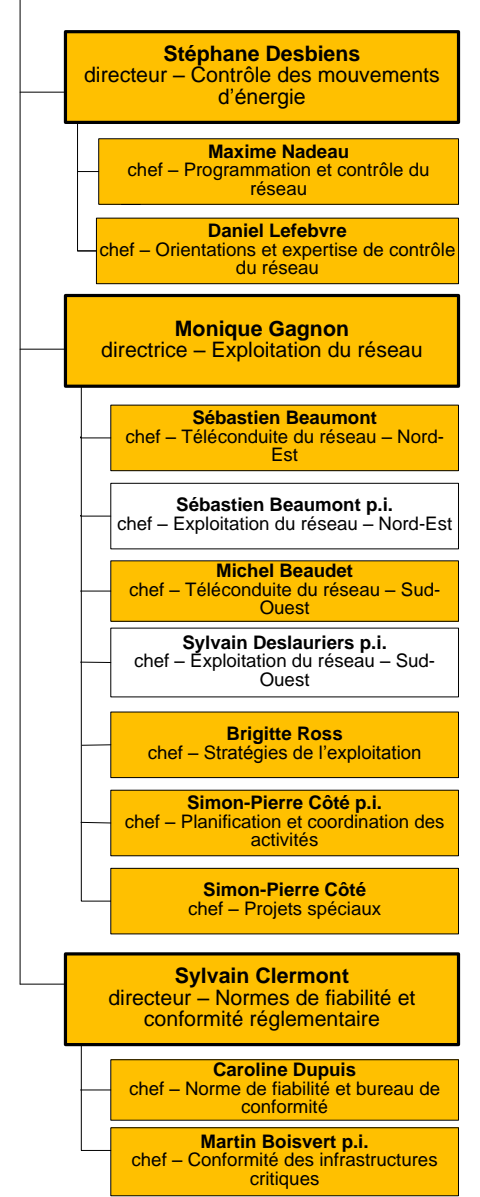 Stéphane Desbiens
directeur – Contrôle des mouvements
d'énergie
Maxime Nadeau
chef – Programmation et contrôle du
réseau
Daniel Lefebvre
chef – Orientations et expertise de contrôle
du réseau
Monique Gagnon
directrice – Exploitation du réseau
Sébastien Beaumont
chef – Téléconduite du réseau – Nord-
Est
Sébastien Beaumont p.i.
chef – Exploitation du réseau – Nord-Est
Michel Beaudet
chef – Téléconduite du réseau – Sud-
Ouest
Sylvain Deslauriers p.i.
chef – Exploitation du réseau – Sud-
Ouest
Brigitte Ross
chef – Stratégies de l'exploitation
Simon-Pierre Côté p.i.
chef – Planification et coordination des
activités
Simon-Pierre Côté
chef – Projets spéciaux
Sylvain Clermont
directeur – Normes de fiabilité et
conformité réglementaire
Caroline Dupuis
chef – Norme de fiabilité et bureau de
conformité
Martin Boisvert p.i.
chef – Conformité des infrastructures
critiques